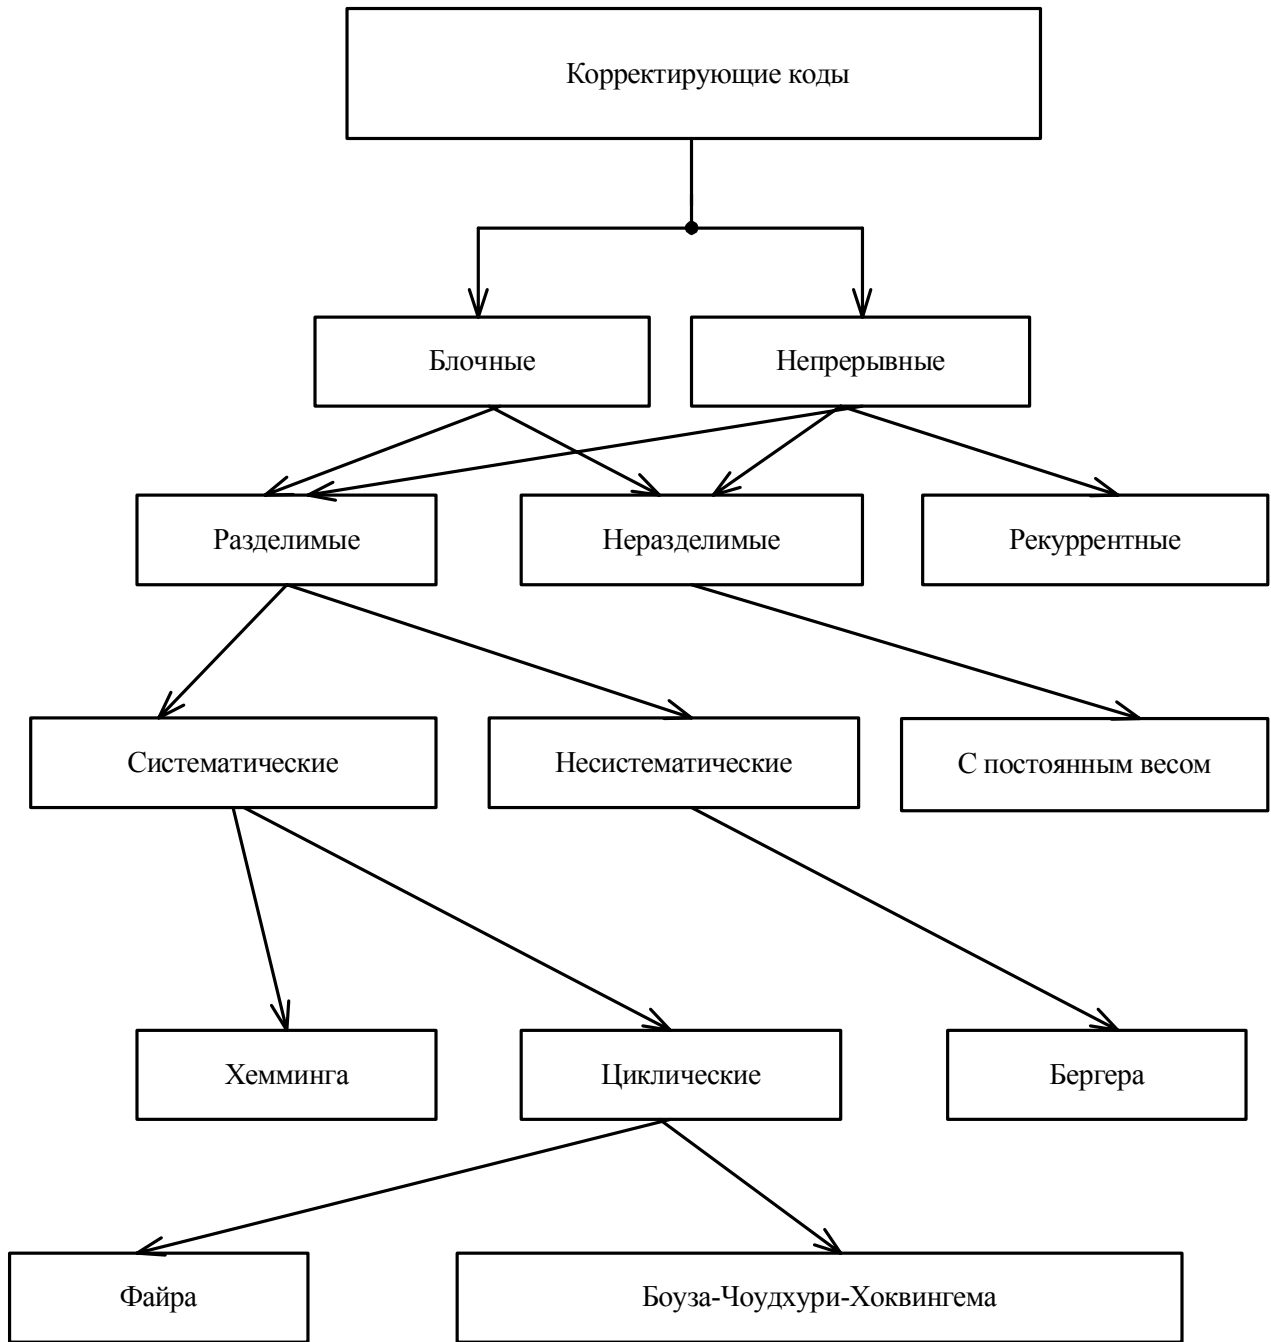 Корректирующие коды
Блочные
Непрерывные
Разделимые
Неразделимые
Рекуррентные
Систематические
Несистематические
С постоянным весом
Хемминга
Циклические
Бергера
Файра
Боуза-Чоудхури-Хоквингема